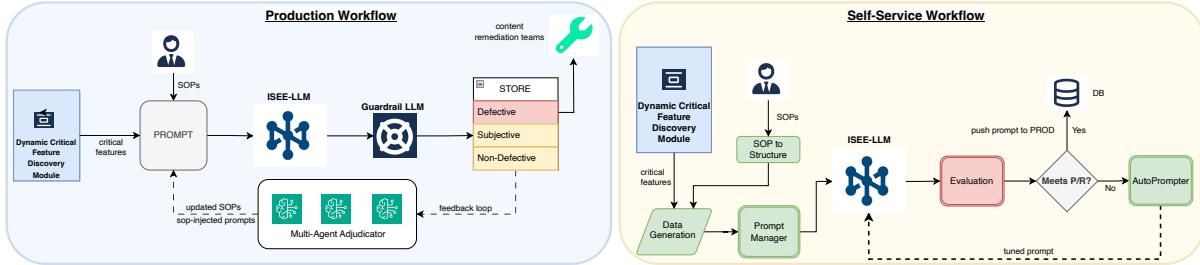 Production Workflow
content
remediation teams
SOPs
ISEE-LLM
Guardrail LLM
STORE
Defective
Subjective
Non-Defective
Dynamic Critical
Feature
Discovery
Module
critical
features
PROMPT
updated SOPs
sop-injected prompts
feedback loop
Multi-Agent Adjudicator
Self-Service Workflow
Dynamic Critical
Feature
Discovery
Module
SOPs
SOP to
Structure
critical
features
Data
Generation
Prompt
Manager
ISEE-LLM
Evaluation
Meets P/R?
push prompt to PROD
Yes
DB
No
AutoPrompter
tuned prompt